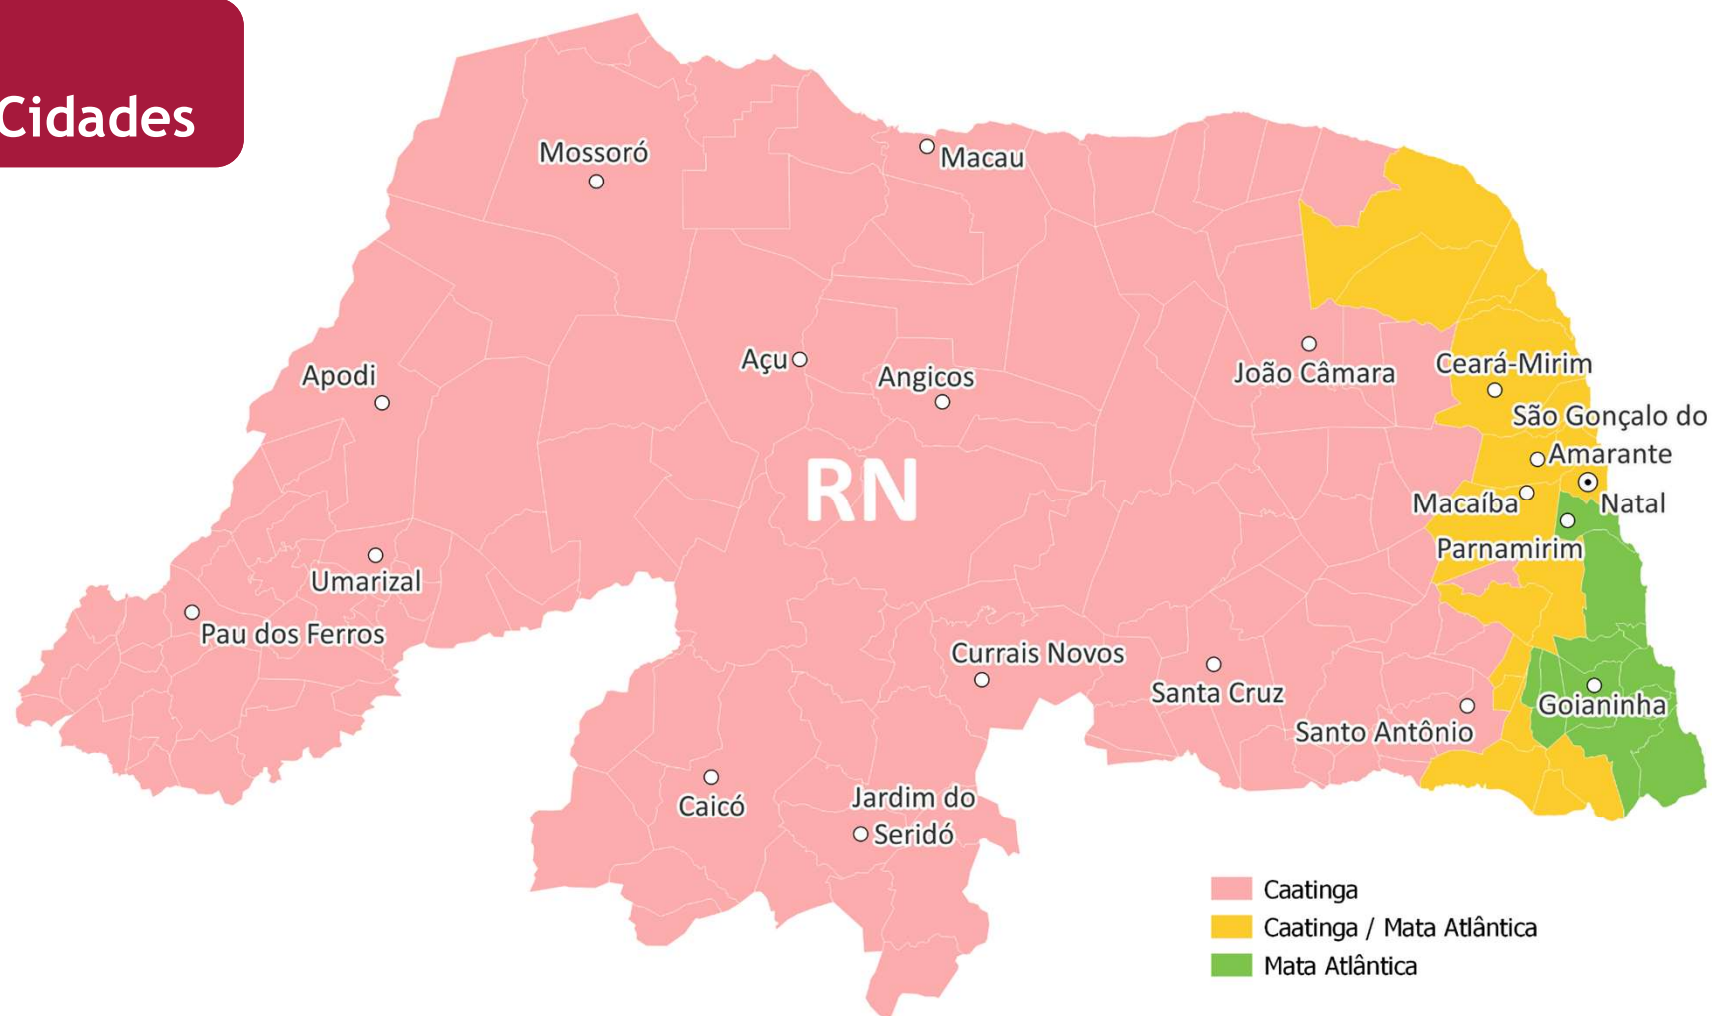 Cidades
Mossoró
Macau
Açu
Angicos
João Câmara
Ceará-Mirim
Apodi
São Gonçalo do
Amarante
RN
Macaíba
Natal
Parnamirim
Umarizal
Pau dos Ferros
Currais Novos
Santa Cruz
Goianinha
Santo Antônio
Caicó
Jardim do
Seridó
Caatinga
Caatinga / Mata Atlântica
Mata Atlântica